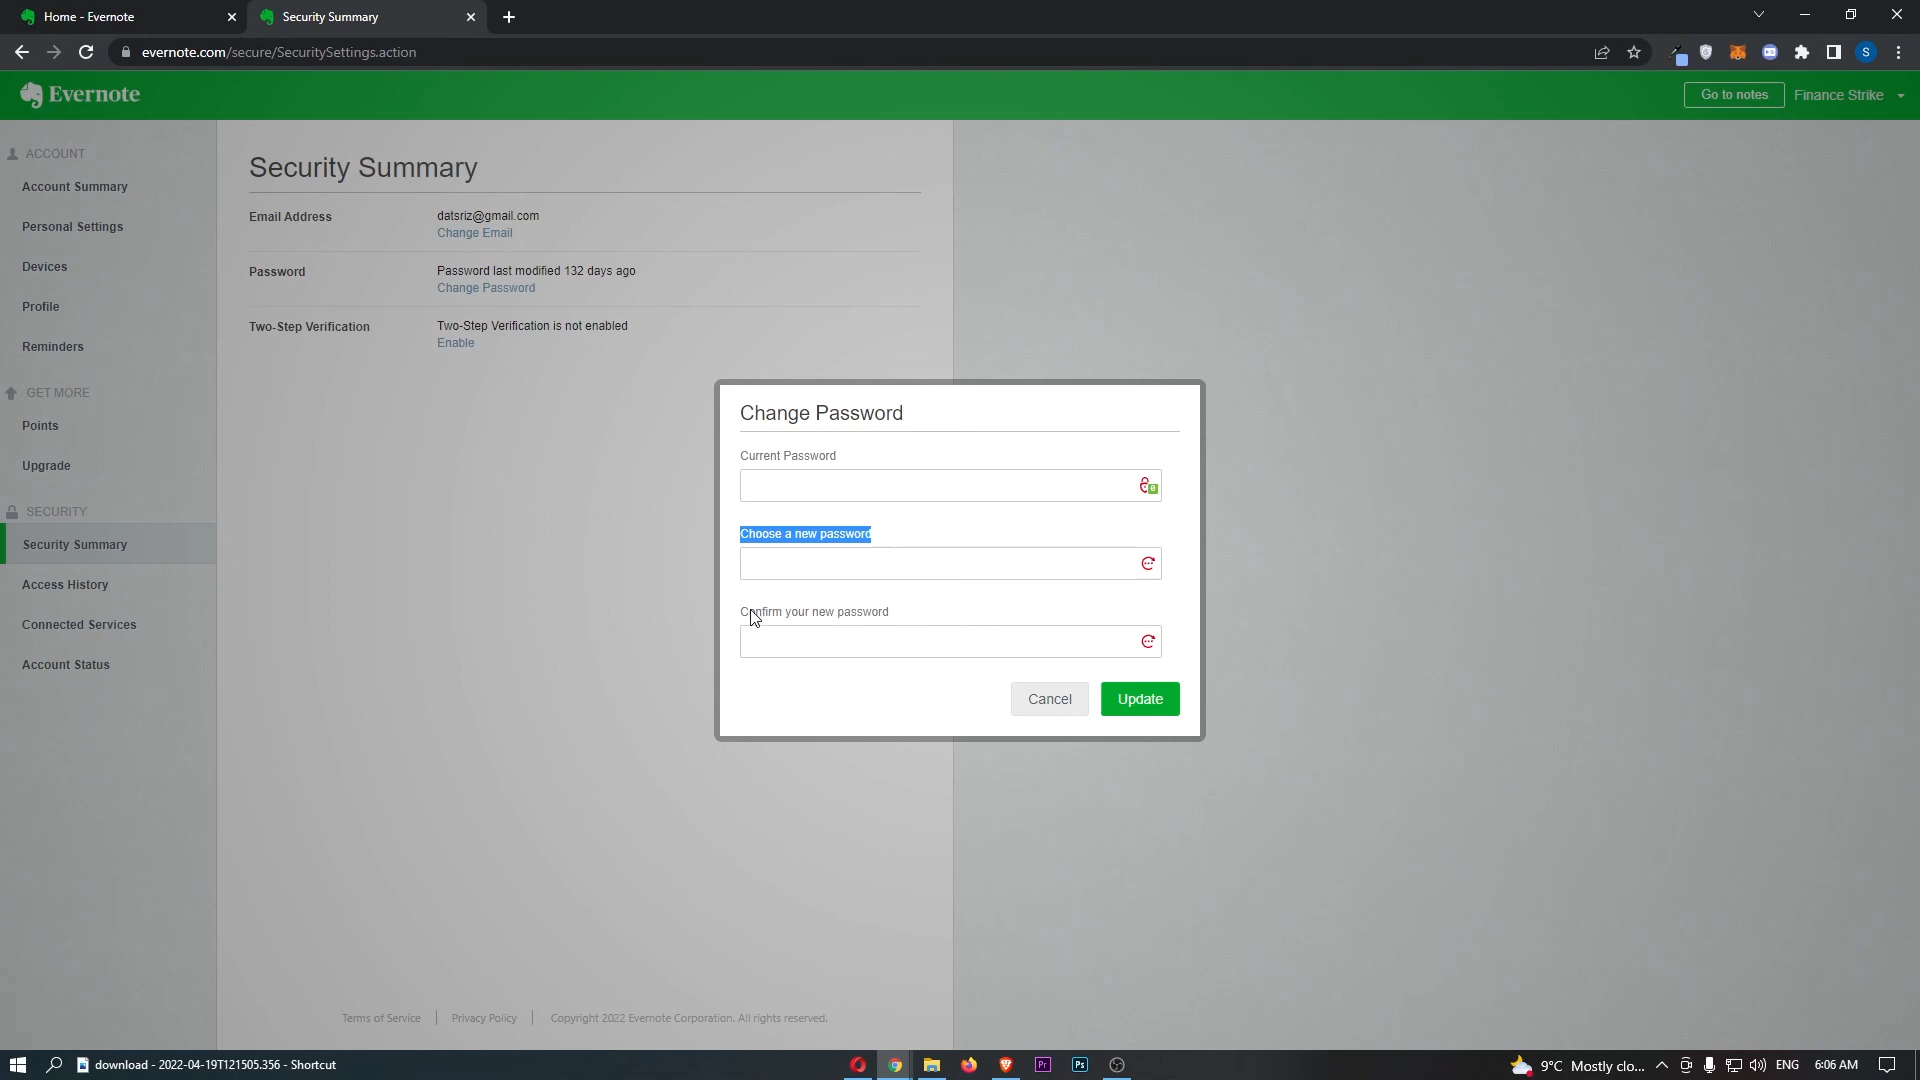 Home - Evernote
Security Summary
evernote.com/secure/SecuritySettings.action
S
Evernote
Go to notes
Finance Strike
ACCOUNT
Account Summary
Personal Settings
Devices
Profile
Reminders
GET MORE
Points
Upgrade
SECURITY
Security Summary
Access History
Connected Services
Account Status
Security Summary
Email Address
datsriz@gmail.com
Change Email
Password
Password last modified 132 days ago
Change Password
Two-Step Verification
Two-Step Verification is not enabled
Enable
Change Password
Current Password
0
Choose a new password
Confirm your new password
Cancel
Update
Terms of Service
Privacy Policy
Copyright 2022 Evernote Corporation. All rights reserved.
download - 2022-04-19T121505.356 - Shortcut
Pr
Ps
9°C Mostly clo...
ENG
6:06 AM